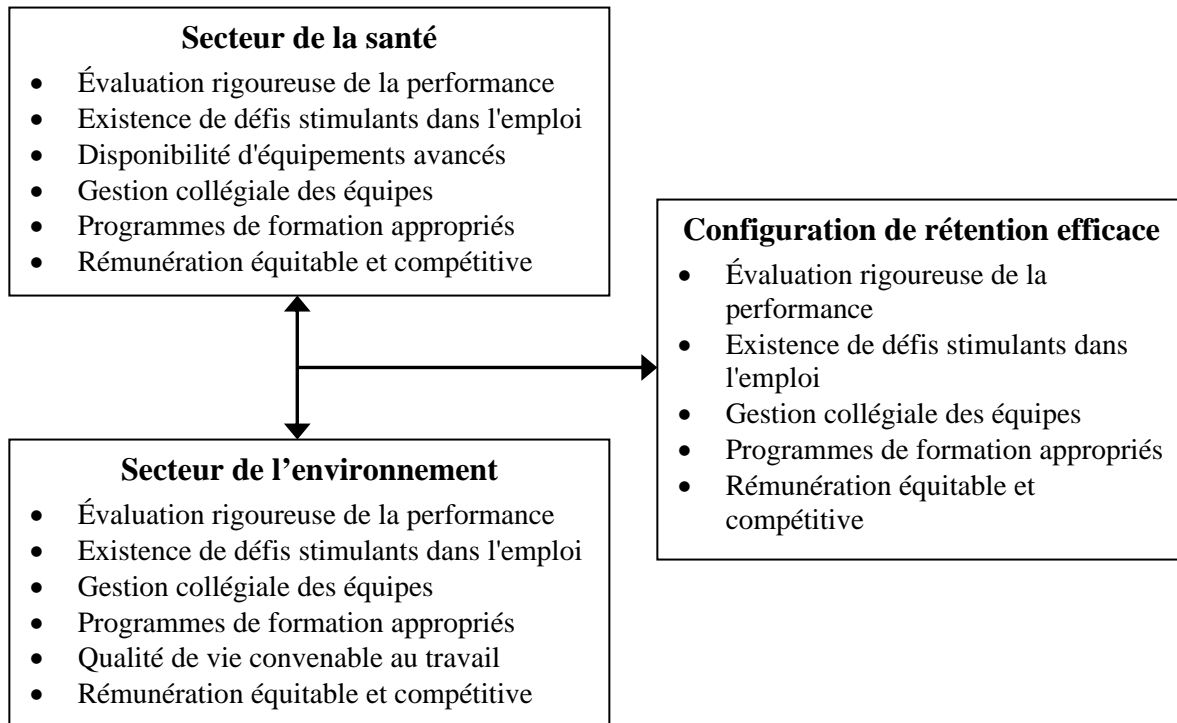 Secteur de la santé
• Évaluation rigoureuse de la performance
• Existence de défis stimulants dans l'emploi
• Disponibilité d'équipements avancés
• Gestion collégiale des équipes
• Programmes de formation appropriés
• Rémunération équitable et compétitive
Configuration de rétention efficace
• Évaluation rigoureuse de la
performance
• Existence de défis stimulants dans
l'emploi
• Gestion collégiale des équipes
• Programmes de formation appropriés
• Rémunération équitable et
compétitive
Secteur de l’environnement
• Évaluation rigoureuse de la performance
• Existence de défis stimulants dans l'emploi
• Gestion collégiale des équipes
• Programmes de formation appropriés
• Qualité de vie convenable au travail
• Rémunération équitable et compétitive